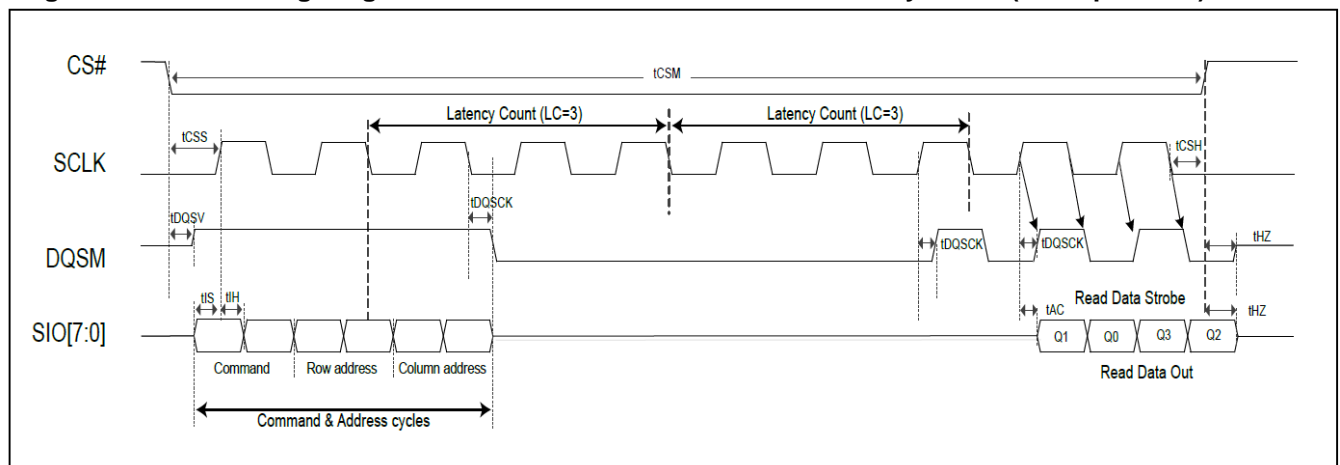 CS#
tCSM
Latency Count (LC=3) Latency Count (LC=3)
tCSS
tCSH
SCLK
tDQSV
tDQSCK
DQSM
tDQSCK tDQSCK tHZ
tIS tIH
Read Data Strobe
tAC tHZ
SIO[7:0]
Q1 Q0 Q3 Q2
Command Row address Column address
Read Data Out
Command & Address cycles